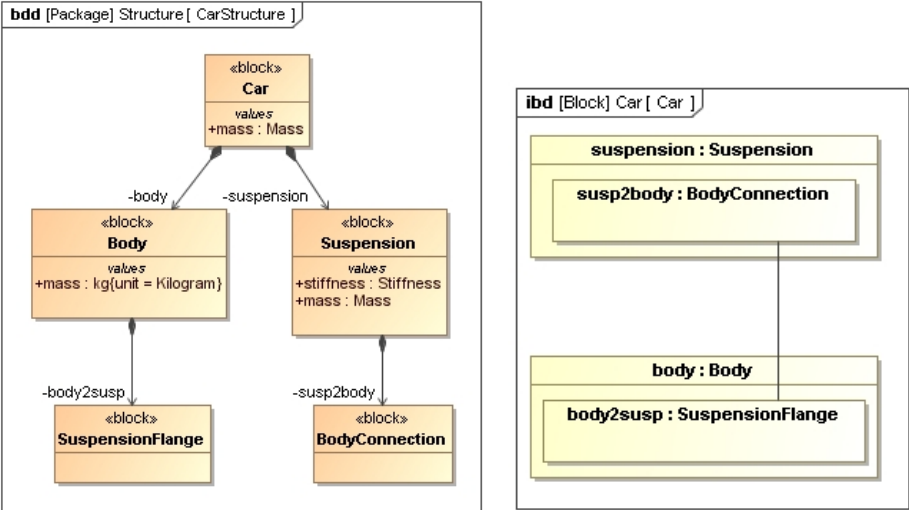 bdd [Package] Structure [ CarStructure ]
«block»
Car
values
+mass : Mass
-body
-suspension
«block»
Body
values
+mass : kg{unit = Kilogram}
«block»
Suspension
values
+stiffness : Stiffness
+mass : Mass
-body2susp
-susp2body
«block»
SuspensionFlange
«block»
BodyConnection
ibd [Block] Car [ Car ]
suspension : Suspension
susp2body : BodyConnection
body : Body
body2susp : SuspensionFlange